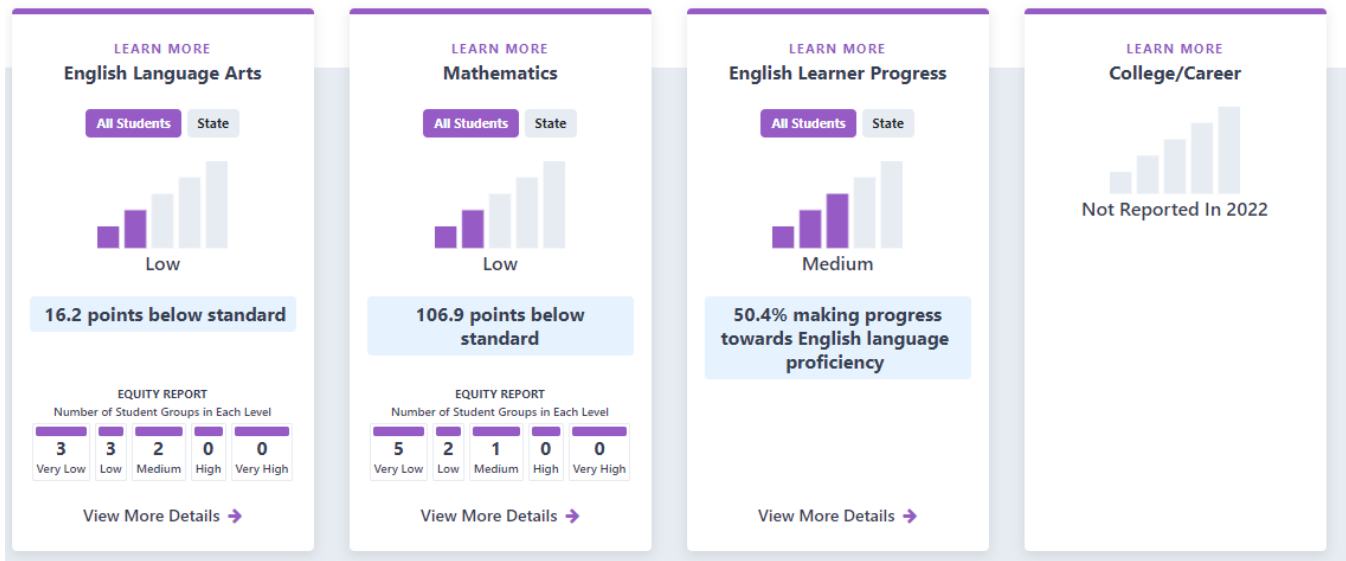 LEARN MORE
English Language Arts
All Students State
Low
16.2 points below standard
EQUITY REPORT
Number of Student Groups in Each Level
3 3 2 0 0
Very Low Low Medium High Very High
View More Details
LEARN MORE
Mathematics
All Students State
Low
106.9 points below
standard
EQUITY REPORT
Number of Student Groups in Each Level
5 2 1 0 0
Very Low Low Medium High Very High
View More Details
LEARN MORE
English Learner Progress
All Students State
Medium
50.4% making progress
towards English language
proficiency
View More Details
LEARN MORE
College/Career
Not Reported In 2022